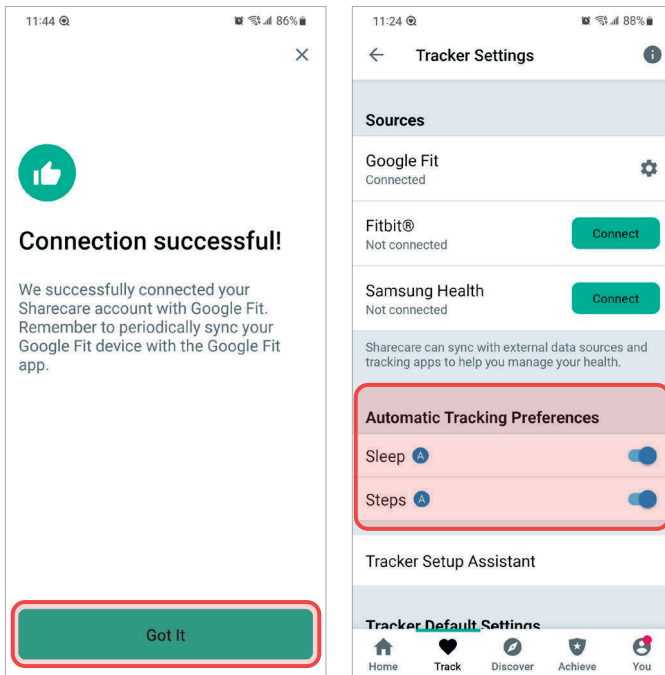 11:44
86%
Connection successful!
We successfully connected your
Sharecare account with Google Fit.
Remember to periodically sync your
Google Fit device with the Google Fit
app.
Got It
11:24
88%
Tracker Settings
Sources
Google Fit
Connected
Fitbit®
Not connected
Connect
Samsung Health
Not connected
Connect
Sharecare can sync with external data sources and
tracking apps to help you manage your health.
Automatic Tracking Preferences
Sleep A
Steps A
Tracker Setup Assistant
Tracker Default Settings
Home Track Discover Achieve You